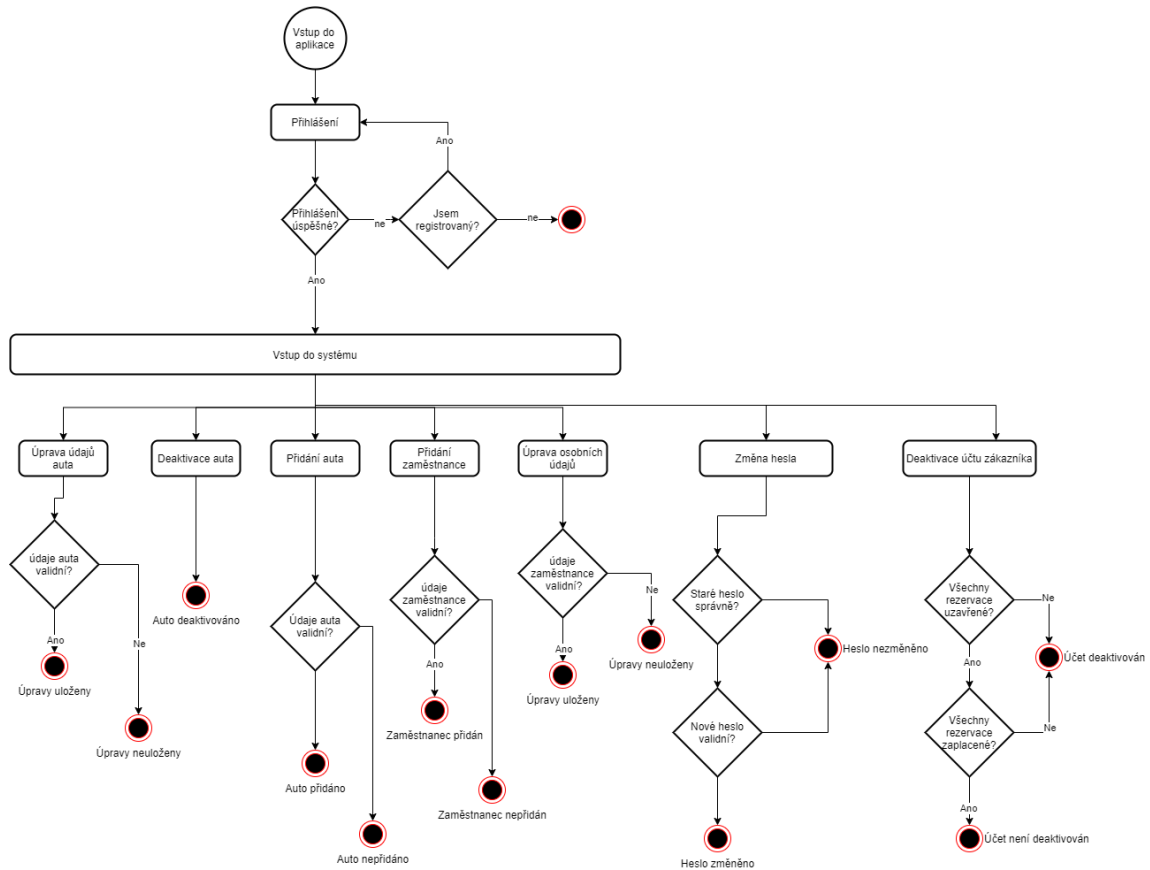 Vstup do
aplikace
Přihlášení
Ano
Přihlášení
úspěšné?
ne
Jsem
registrovaný?
ne
Ano
Vstup do systému
Úprava údajů
auta
Deaktivace auta
Přidání auta
Přidání
zaměstnance
Úprava osobních
údajů
Změna hesla
Deaktivace účtu zákazníka
údaje auta
validní?
Ano
Ne
Úpravy uloženy
Úpravy neuloženy
Auto deaktivováno
Údaje auta
validní?
Auto přidáno
Auto nepřidáno
údaje
zaměstnance
validní?
Ano
Zaměstnanec přidán
Zaměstnanec nepřidán
údaje
zaměstnance
validní?
Ne
Ano
Úpravy neuloženy
Úpravy uloženy
Staré heslo
správně?
Heslo nezměněno
Nové heslo
validní?
Heslo změněno
Všechny
rezervace
uzavřené?
Ne
Účet deaktivován
Ano
Všechny
rezervace
zaplacené?
Ne
Ano
Účet není deaktivován